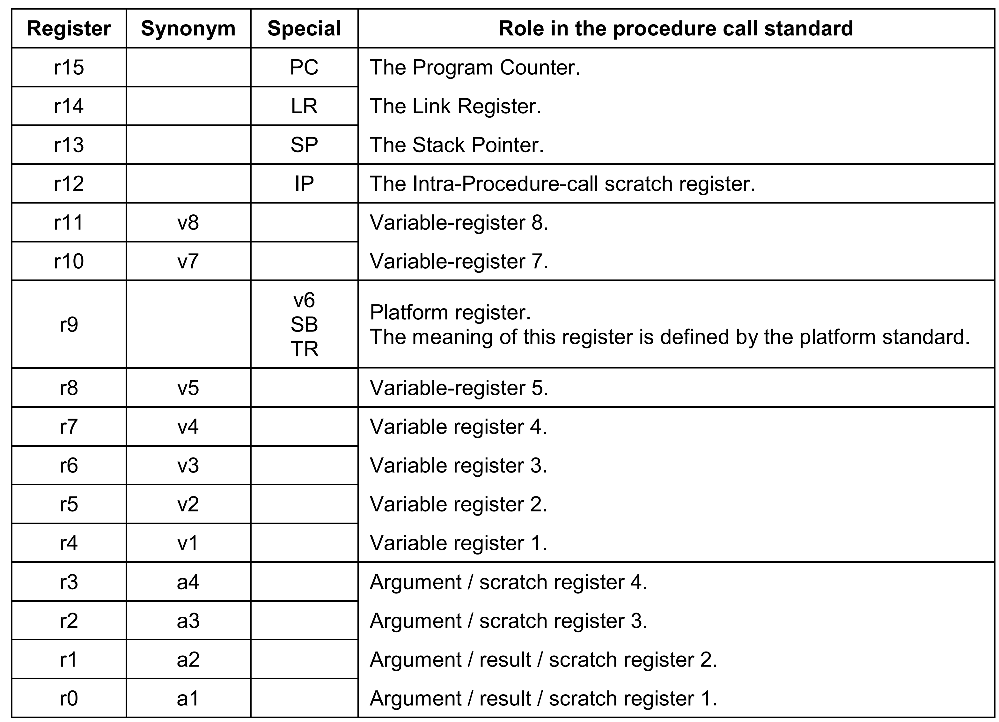 Register Synonym Special Role in the procedure call standard
r15 PC The Program Counter.
r14 LR The Link Register.
r13 SP The Stack Pointer.
r12 IP The Intra-Procedure-call scratch register.
r11 v8 Variable-register 8.
r10 v7 Variable-register 7.
r9
v6
SB
TR
Platform register.
The meaning of this register is defined by the platform standard.
r8 v5 Variable-register 5.
r7 v4 Variable register 4.
r6 v3 Variable register 3.
r5 v2 Variable register 2.
r4 v1 Variable register 1.
r3 a4 Argument / scratch register 4.
r2 a3 Argument / scratch register 3.
r1 a2 Argument / result / scratch register 2.
r0 a1 Argument / result / scratch register 1.